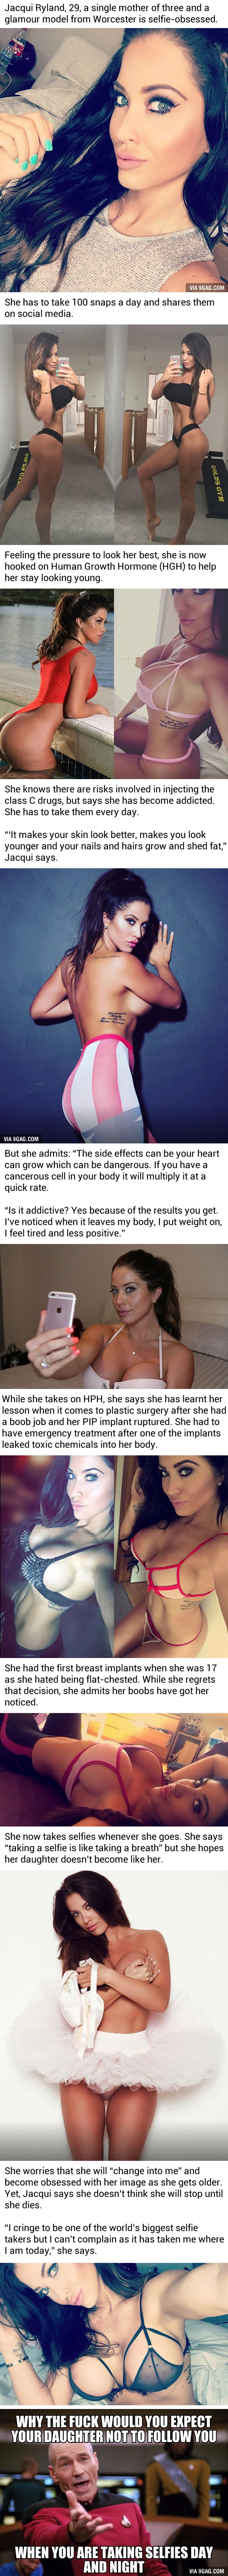 Jacqui Ryland, 29, a single mother of three and a
glamour model from Worcester is selfie-obsessed.
VIA 9GAG.COM
She has to take 100 snaps a day and shares them
on social media.
GOLD'S GYM
Feeling the pressure to look her best, she is now
hooked on Human Growth Hormone (HGH) to help
her stay looking young.
She knows there are risks involved in injecting the
class C drugs, but says she has become addicted.
She has to take them every day.
"'It makes your skin look better, makes you look
younger and your nails and hairs grow and shed fat,"
Jacqui says.
VIA 9GAG.COM
But she admits: "The side effects can be your heart
can grow which can be dangerous. If you have a
cancerous cell in your body it will multiply it at a
quick rate.
"Is it addictive? Yes because of the results you get.
I've noticed when it leaves my body, I put weight on,
I feel tired and less positive."
While she takes on HPH, she says she has learnt her
lesson when it comes to plastic surgery after she had
a boob job and her PIP implant ruptured. She had to
have emergency treatment after one of the implants
leaked toxic chemicals into her body.
She had the first breast implants when she was 17
as she hated being flat-chested. While she regrets
that decision, she admits her boobs have got her
noticed.
She now takes selfies whenever she goes. She says
"taking a selfie is like taking a breath" but she hopes
her daughter doesn't become like her.
She worries that she will "change into me" and
become obsessed with her image as she gets older.
Yet, Jacqui says she doesn't think she will stop until
she dies.
"I cringe to be one of the world's biggest selfie
takers but I can't complain as it has taken me where
I am today," she says.
WHY THE FUCK WOULD YOU EXPECT
YOUR DAUGHTER NOT TO FOLLOW YOU
WHEN YOU ARE TAKING SELFIES DAY
AND NIGHT
VIA 9GAG.COM